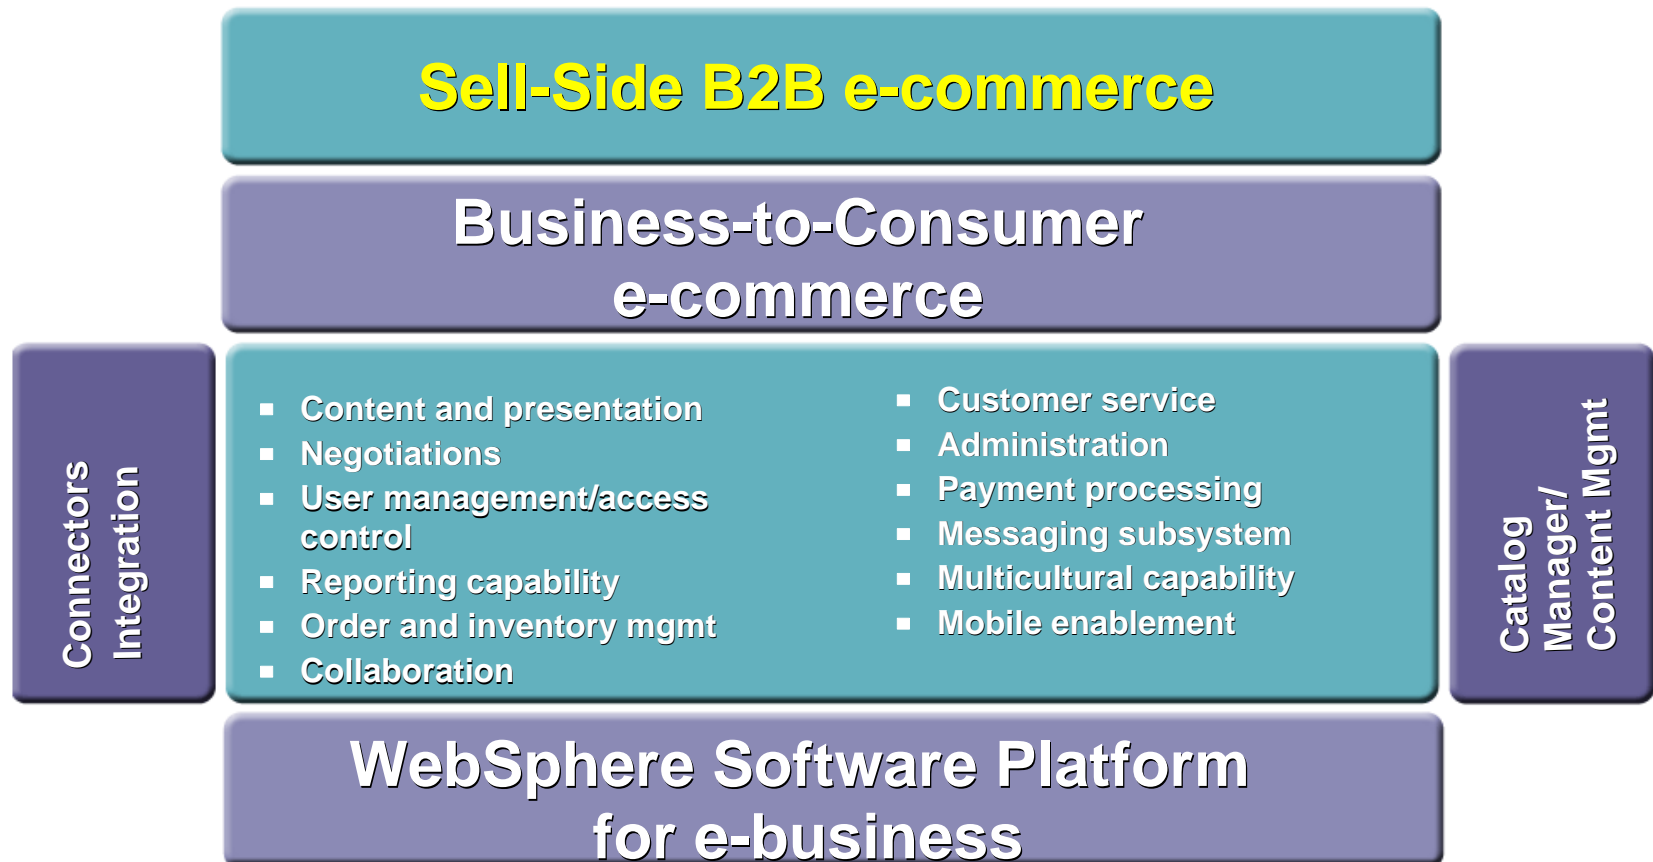 Sell-Side B2B e-commerce
Business-to-Consumer
e-commerce
Connectors
Integration
Content and presentation
Negotiations
User management/access
control
Reporting capability
Order and inventory mgmt
Collaboration
Customer service
Administration
Payment processing
Messaging subsystem
Multicultural capability
Mobile enablement
Catalog
Manager/
Content Mgmt
WebSphere Software Platform
for e-business